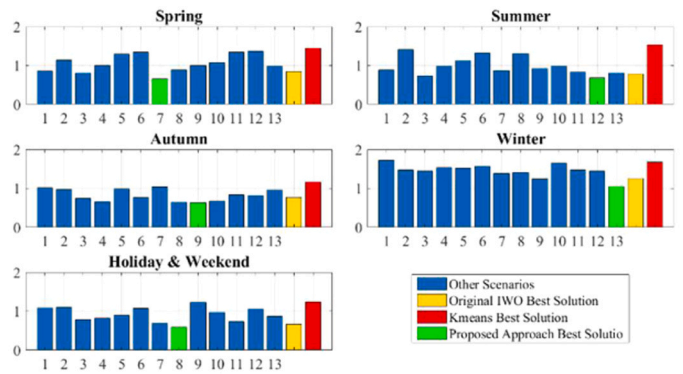 Spring
2
1
0
1 2 3 4 5 6 7 8 9 10 11 12 13
Summer
2
1
0
1 2 3 4 5 6 7 8 9 10 11 12 13
Autumn
2
1
0
1 2 3 4 5 6 7 8 9 10 11 12 13
Winter
2
1
0
1 2 3 4 5 6 7 8 9 10 11 12 13
Holiday & Weekend
2
1
0
1 2 3 4 5 6 7 8 9 10 11 12 13
Other Scenarios
Original IWO Best Solution
Kmeans Best Solution
Proposed Approach Best Solutio